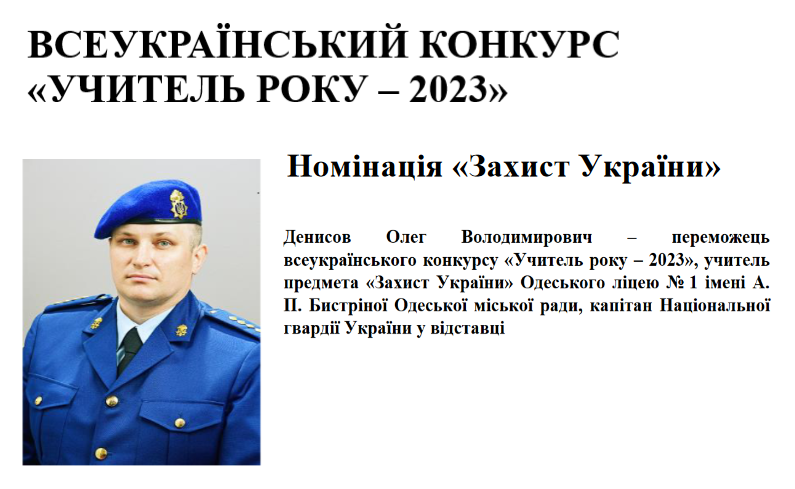 ВСЕУКРАЇНСЬКИЙ КОНКУРС
«УЧИТЕЛЬ РОКУ – 2023»
Номінація «Захист України»
Денисов Олег Володимирович – переможець
всеукраїнського конкурсу «Учитель року – 2023», учитель
предмета «Захист України» Одеського ліцею № 1 імені А.
П. Бистріної Одеської міської ради, капітан Національної
гвардії України у відставці